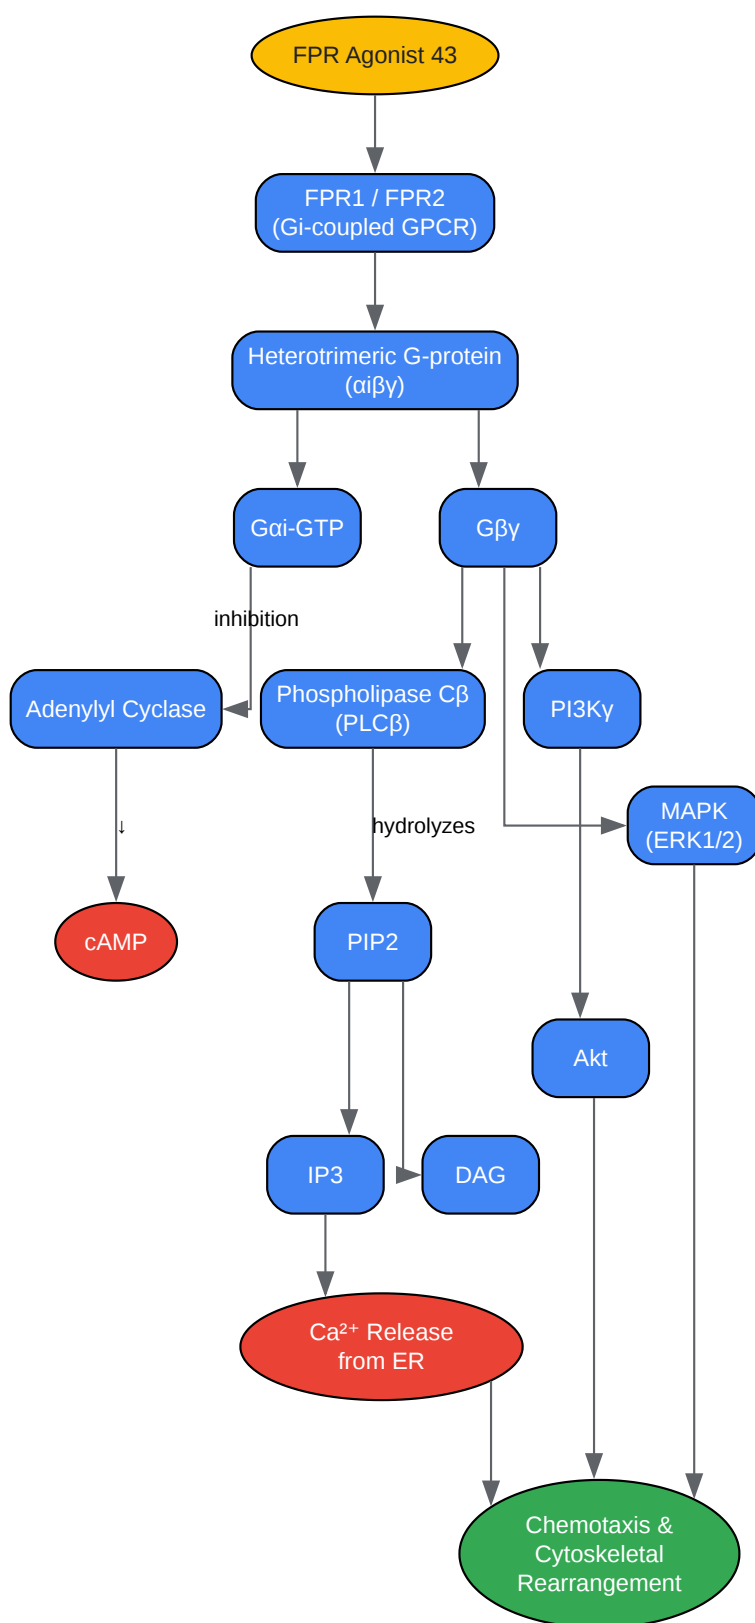 FPR Agonist 43
FPR1 / FPR2
(Gi-coupled GPCR)
Heterotrimeric G-protein
(αiβγ)
Gαi-GTP
Gβγ
inhibition
Adenylyl Cyclase
Phospholipase Cβ
(PLCβ)
PI3Kγ
MAPK
(ERK1/2)
↓
hydrolyzes
cAMP
PIP2
Akt
IP3
DAG
Ca²⁺ Release
from ER
Chemotaxis &
Cytoskeletal
Rearrangement